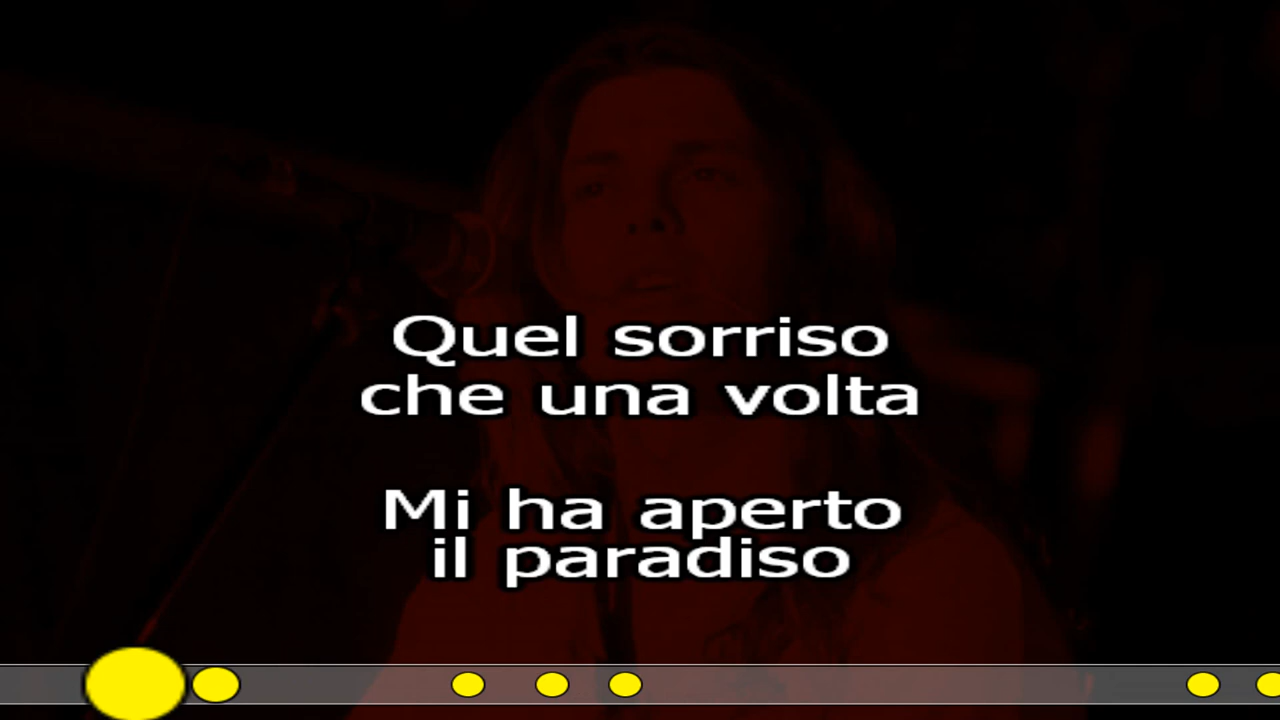 Quel sorriso
che una volta
Mi ha aperto
il paradiso